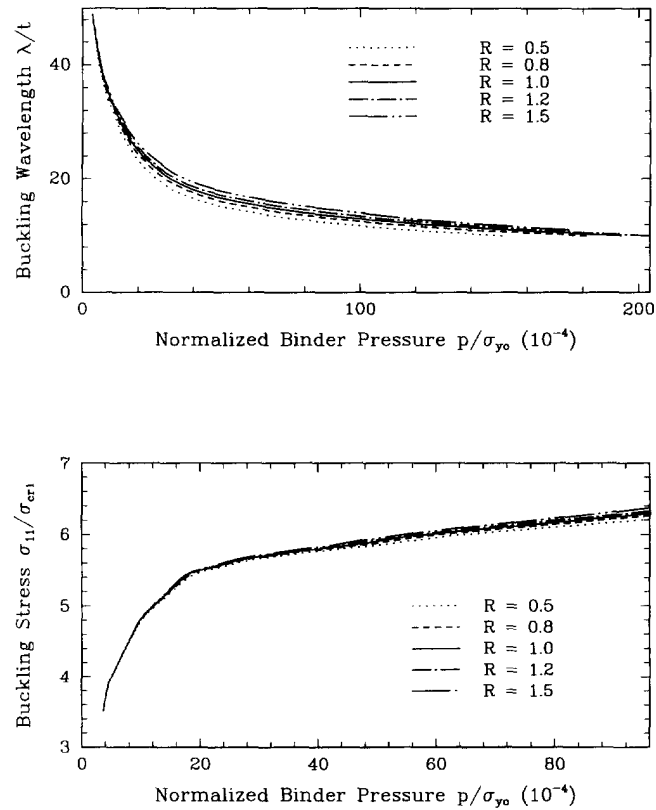 Buckling Wavelength λ/t
40
20
0
R = 0.5
R = 0.8
R = 1.0
R = 1.2
R = 1.5
0 100 200
Normalized Binder Pressure p/σyo (10⁻⁴)
Buckling Stress σ11/σcr1
7
6
5
4
3
R = 0.5
R = 0.8
R = 1.0
R = 1.2
R = 1.5
0 20 40 60 80
Normalized Binder Pressure p/σyo (10⁻⁴)